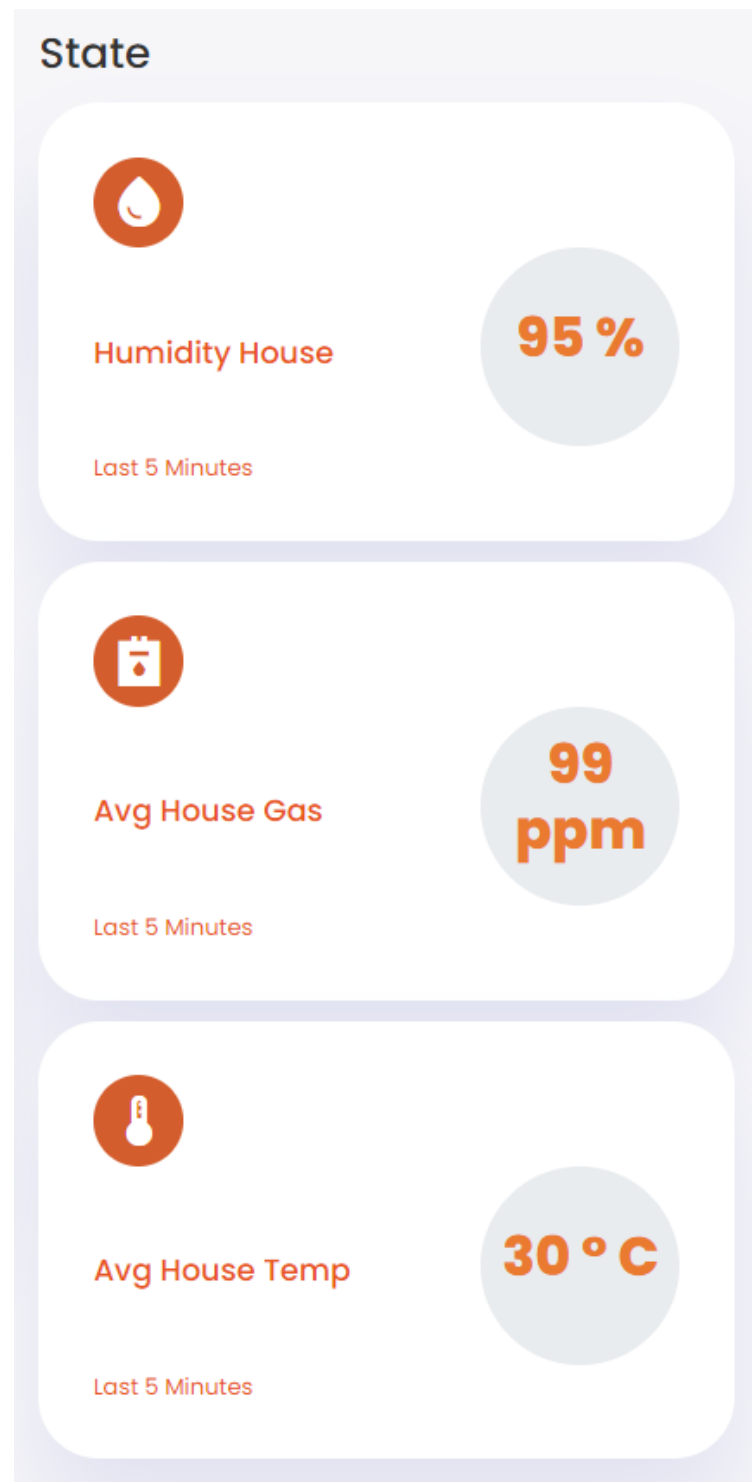 State
Humidity House
95 %
Last 5 Minutes
Avg House Gas
99
ppm
Last 5 Minutes
Avg House Temp
30 ° C
Last 5 Minutes